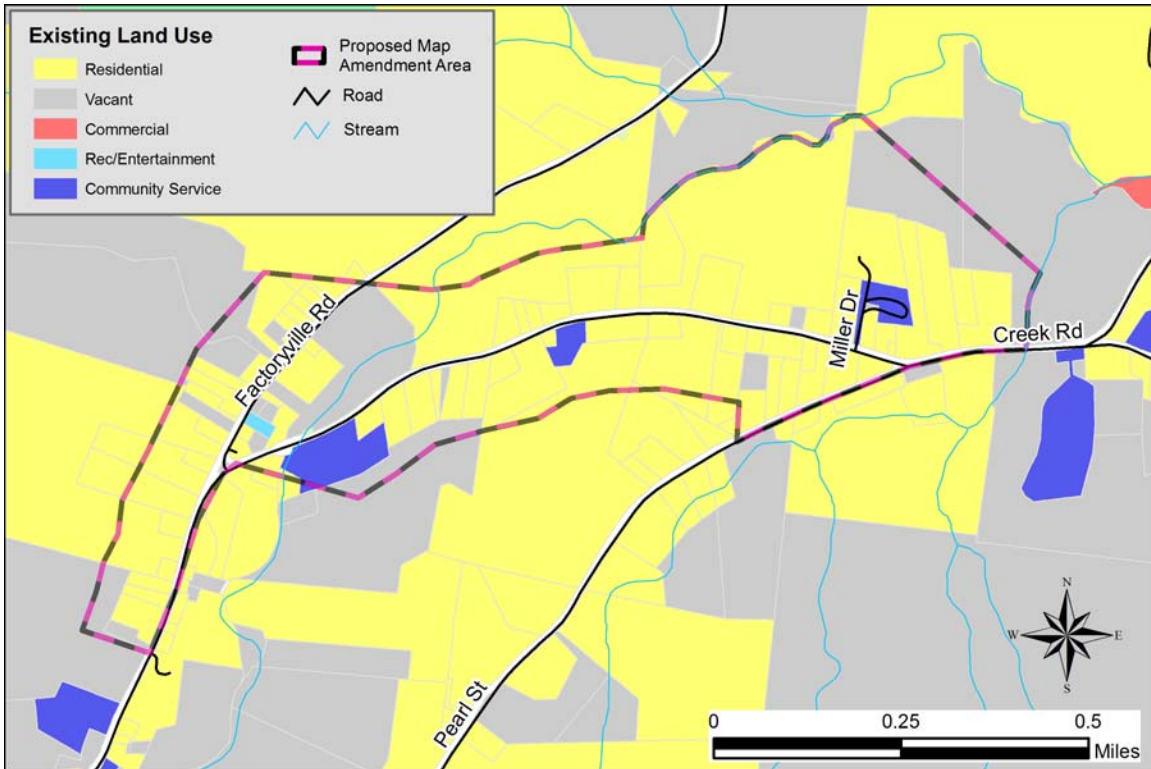 Existing Land Use
Residential
Vacant
Commercial
Rec/Entertainment
Community Service
Proposed Map
Amendment Area
Road
Stream
Factoryville Rd
Miller Dr
Creek Rd
Pearl St
N
W
E
S
0
0.25
0.5
Miles